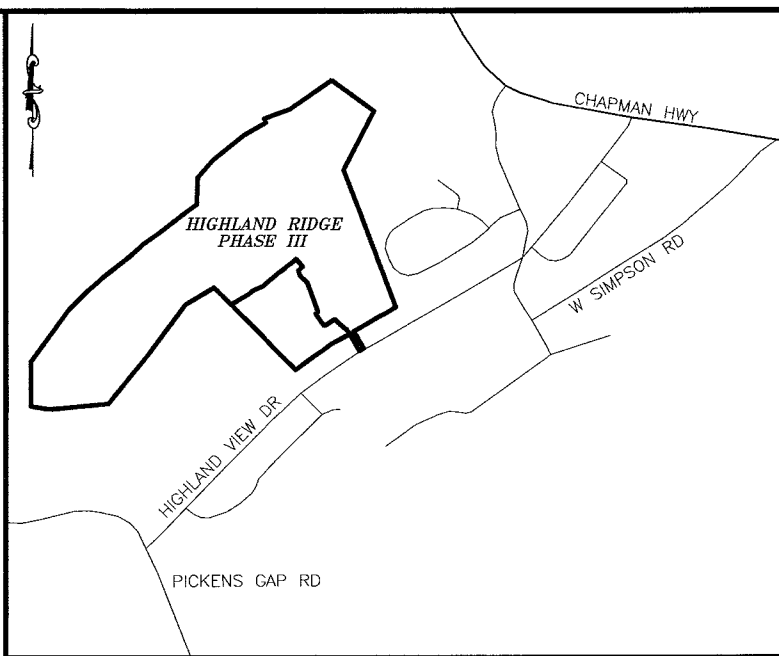 CHAPMAN HWY
HIGHLAND RIDGE
PHASE III
W SIMPSON RD
HIGHLAND VIEW DR
PICKENS GAP RD